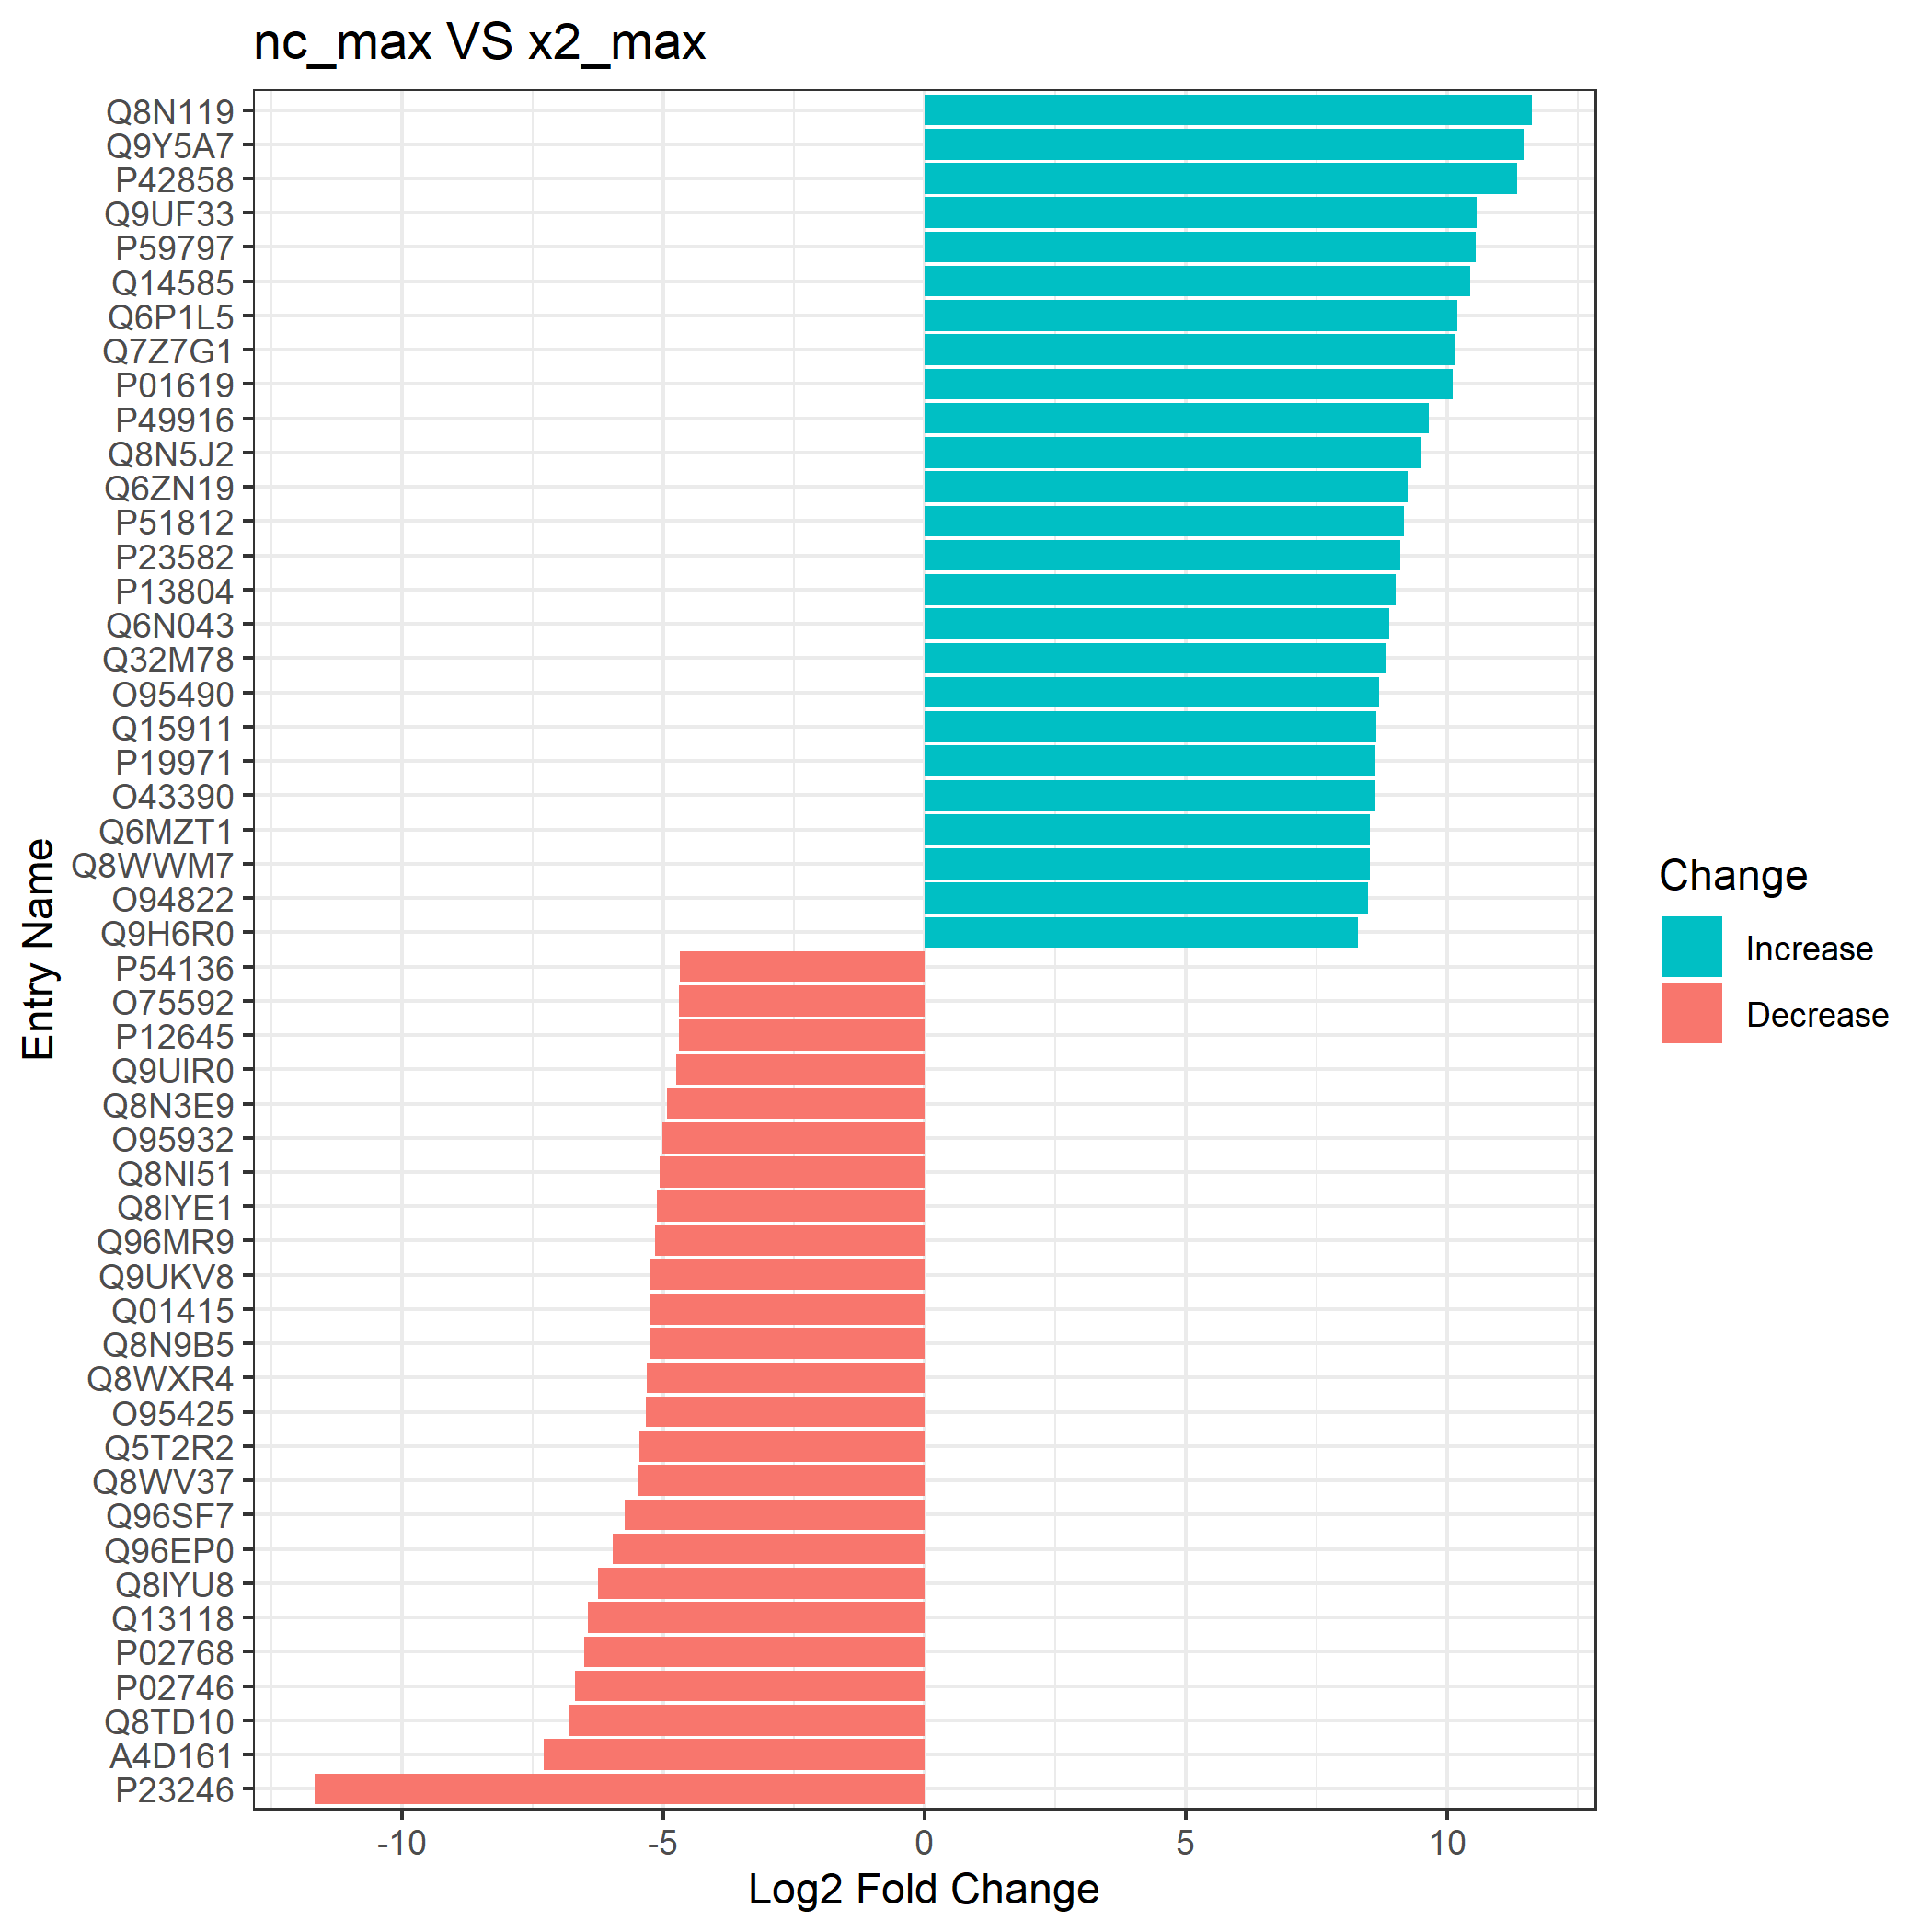 nc_max VS x2_max
Q8N119
Q9Y5A7
P42858
Q9UF33
P59797
Q14585
Q6P1L5
Q7Z7G1
P01619
P49916
Q8N5J2
Q6ZN19
P51812
P23582
P13804
Q6N043
Q32M78
O95490
Q15911
P19971
O43390
Q6MZT1
Q8WWM7
O94822
Q9H6R0
P54136
O75592
P12645
Q9UIR0
Q8N3E9
O95932
Q8NI51
Q8IYE1
Q96MR9
Q9UKV8
Q01415
Q8N9B5
Q8WXR4
O95425
Q5T2R2
Q8WV37
Q96SF7
Q96EP0
Q8IYU8
Q13118
P02768
P02746
Q8TD10
A4D161
P23246
Entry Name
-10 -5 0 5 10
Log2 Fold Change
Change
Increase
Decrease